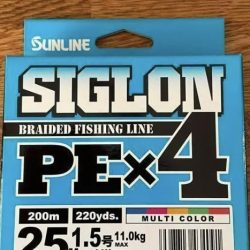 SUNLINE
SIGLON
BRAIDED FISHING LINE
PE×4
200m 220yds.
MULTI COLOR
25 1.5号 11.0kg
MAX